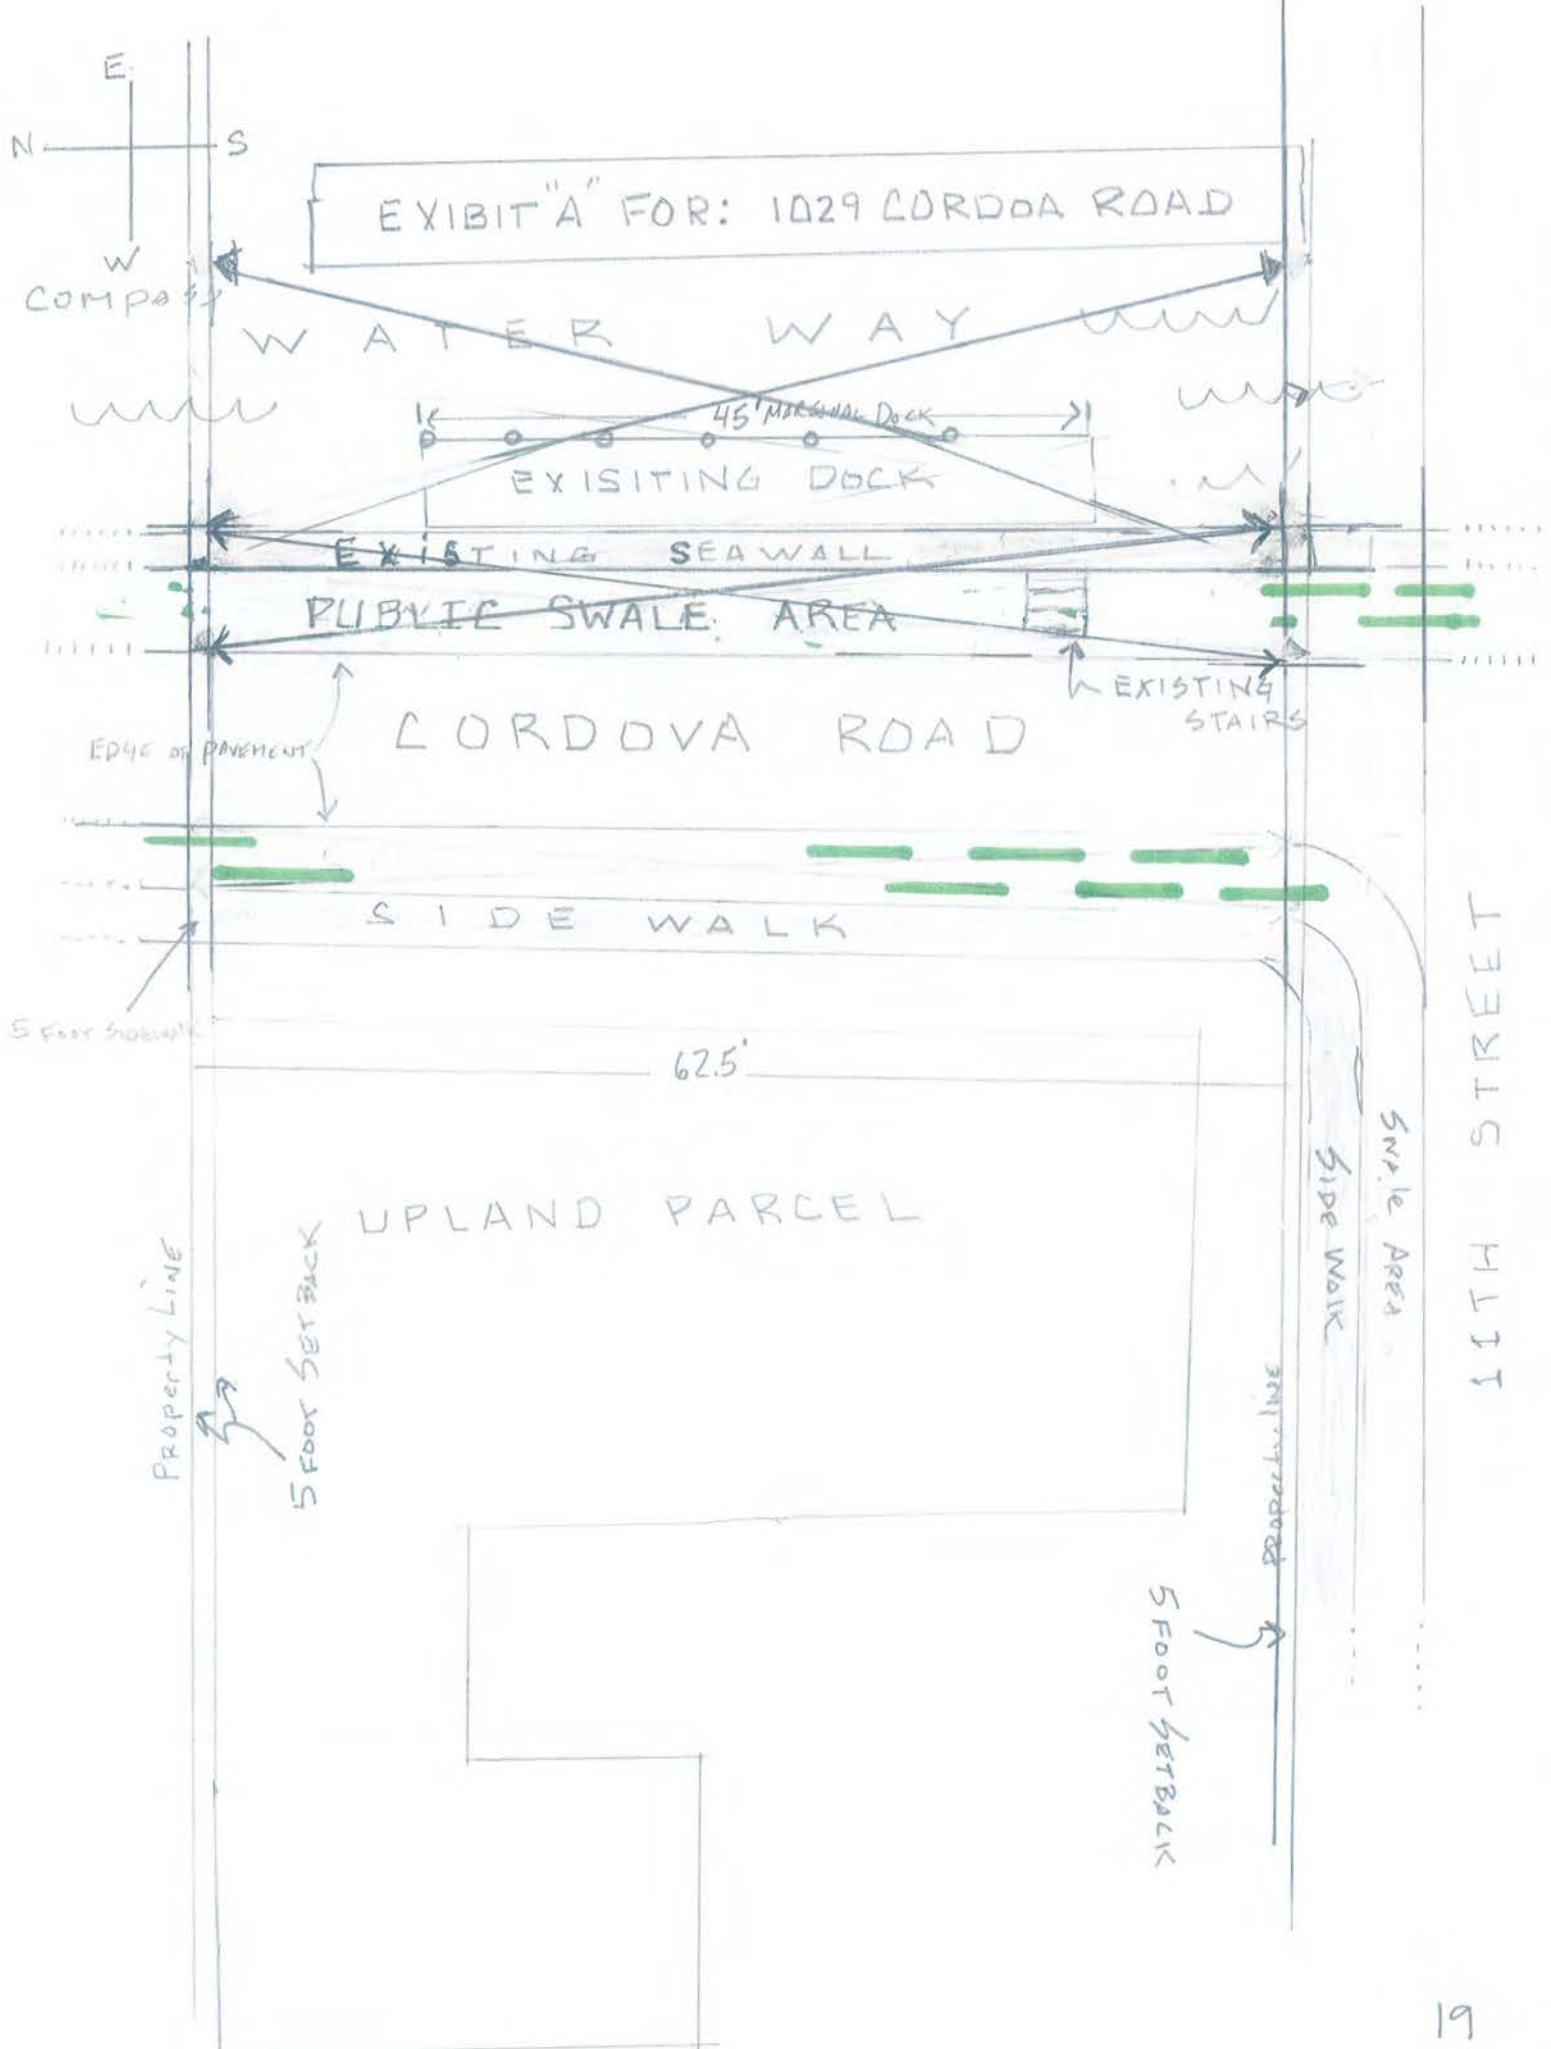 E
N S
W
COMPASS
EXIBIT "A" FOR: 1029 CORDOA ROAD
WATER WAY
45' MARGINAL DOCK
EXISITING DOCK
EXISTING SEAWALL
PUBLIC SWALE AREA
EXISTING
STAIRS
CORDOVA ROAD
EDGE OF PAVEMENT
SIDE WALK
5 FOOT SIDEWALK
62.5'
UPLAND PARCEL
PROPERTY LINE
5 FOOT SETBACK
SIDE WALK
SWALE AREA
11TH STREET
PROPERTY LINE
5 FOOT SETBACK
19